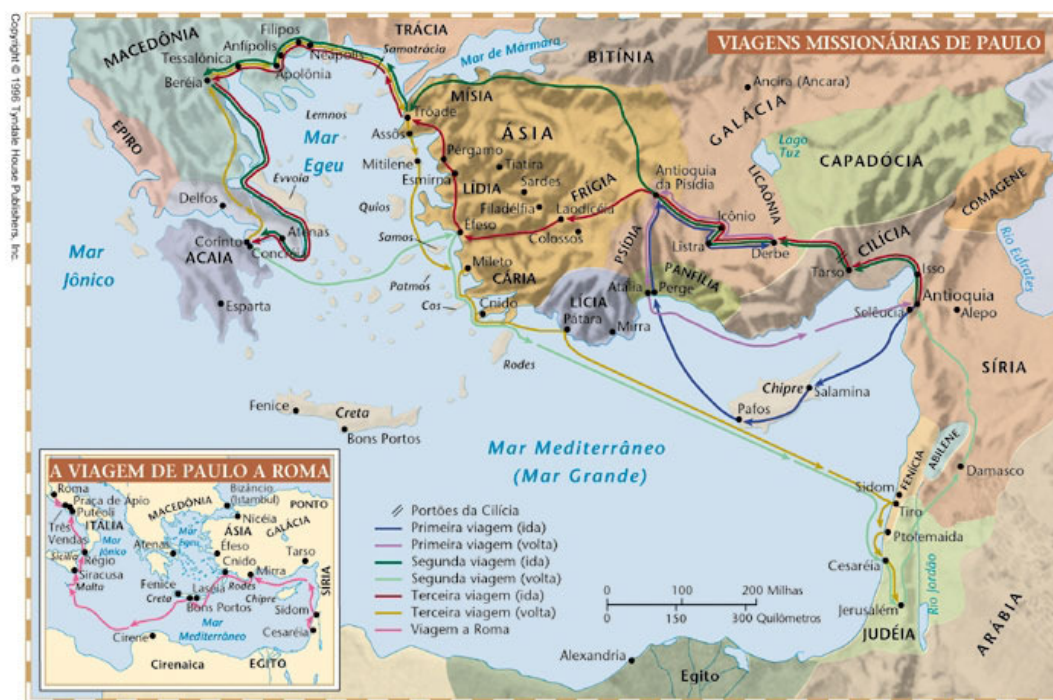 Copyright © 1996 Tyndale House Publishers, Inc.
VIAGENS MISSIONÁRIAS DE PAULO
MACEDÔNIA
TRÁCIA
BITÍNIA
Filipos
Neápolis
Anfípolis
Tessalônica
Apolônia
Beréia
Samotrácia
Mar de Mármara
Ancira (Ancara)
GALÁCIA
MÍSIA
Trôade
Assôs
ÁSIA
Lemnos
Mar
Egeu
EPIRO
Mitilene
Pérgamo
Tiatira
Esmirna
LÍDIA
Sardes
Filadélfia
FRÍGIA
Laodicéia
Colossos
Éfeso
Antioquia
da Pisídia
Lago
Tuz
CAPADÓCIA
COMAGENE
LICAÔNIA
Icônio
Listra
Derbe
CILÍCIA
Tarso
Isso
Rio Eufrates
Evvoia
Delfos
Quios
Samos
Atenas
Corinto
Concréia
ACAIA
Esparta
Mar
Jônico
Patmos
Cos
Mileto
CÁRIA
Cnido
PSÍDIA
PANFÍLIA
Atália
Perge
LÍCIA
Pátara
Mirra
Rodes
Antioquia
Selêucia
Alepo
SÍRIA
Chipre
Salamina
Pafos
Fenice
Creta
Bons Portos
Mar Mediterrâneo
(Mar Grande)
FENÍCIA
ABILENE
Damasco
Sidom
Tiro
Ptolemaida
Cesaréia
Rio Jordão
Jerusalém
JUDÉIA
ARÁBIA
Alexandria
Egito
Portões da Cilícia
Primeira viagem (ida)
Primeira viagem (volta)
Segunda viagem (ida)
Segunda viagem (volta)
Terceira viagem (ida)
Terceira viagem (volta)
Viagem a Roma
0 100 200 Milhas
0 150 300 Quilômetros
A VIAGEM DE PAULO A ROMA
Roma
Praça de Ápio
Putéoli
Três
Vendas
ITÁLIA
Mar
Jônico
Sicília
Régio
Siracusa
Malta
MACEDÔNIA
Bizâncio
(Istambul)
PONTO
Nicéia
ÁSIA
GALÁCIA
Mar
Egeu
Atenas
Éfeso
Cnido
Tarso
Mirra
SÍRIA
Fenice
Laséia
Rodes
Chipre
Creta
Bons Portos
Sidom
Mar
Mediterrâneo
Cesaréia
Cirene
Cirenaica
EGITO